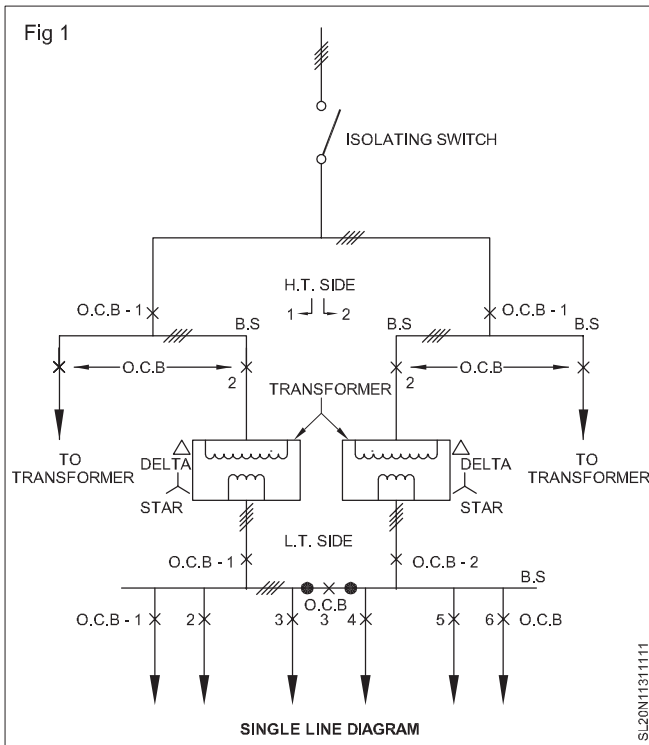 Fig 1
ISOLATING SWITCH
H.T. SIDE
1 2
O.C.B - 1
O.C.B - 1
B.S
B.S
B.S
O.C.B
2
2
O.C.B
TRANSFORMER
TO
TRANSFORMER
DELTA
STAR
DELTA
STAR
TO
TRANSFORMER
L.T. SIDE
O.C.B - 1
O.C.B - 2
B.S
O.C.B
3
O.C.B - 1
2
3
4
5
6
O.C.B
SINGLE LINE DIAGRAM
SL20N11311111